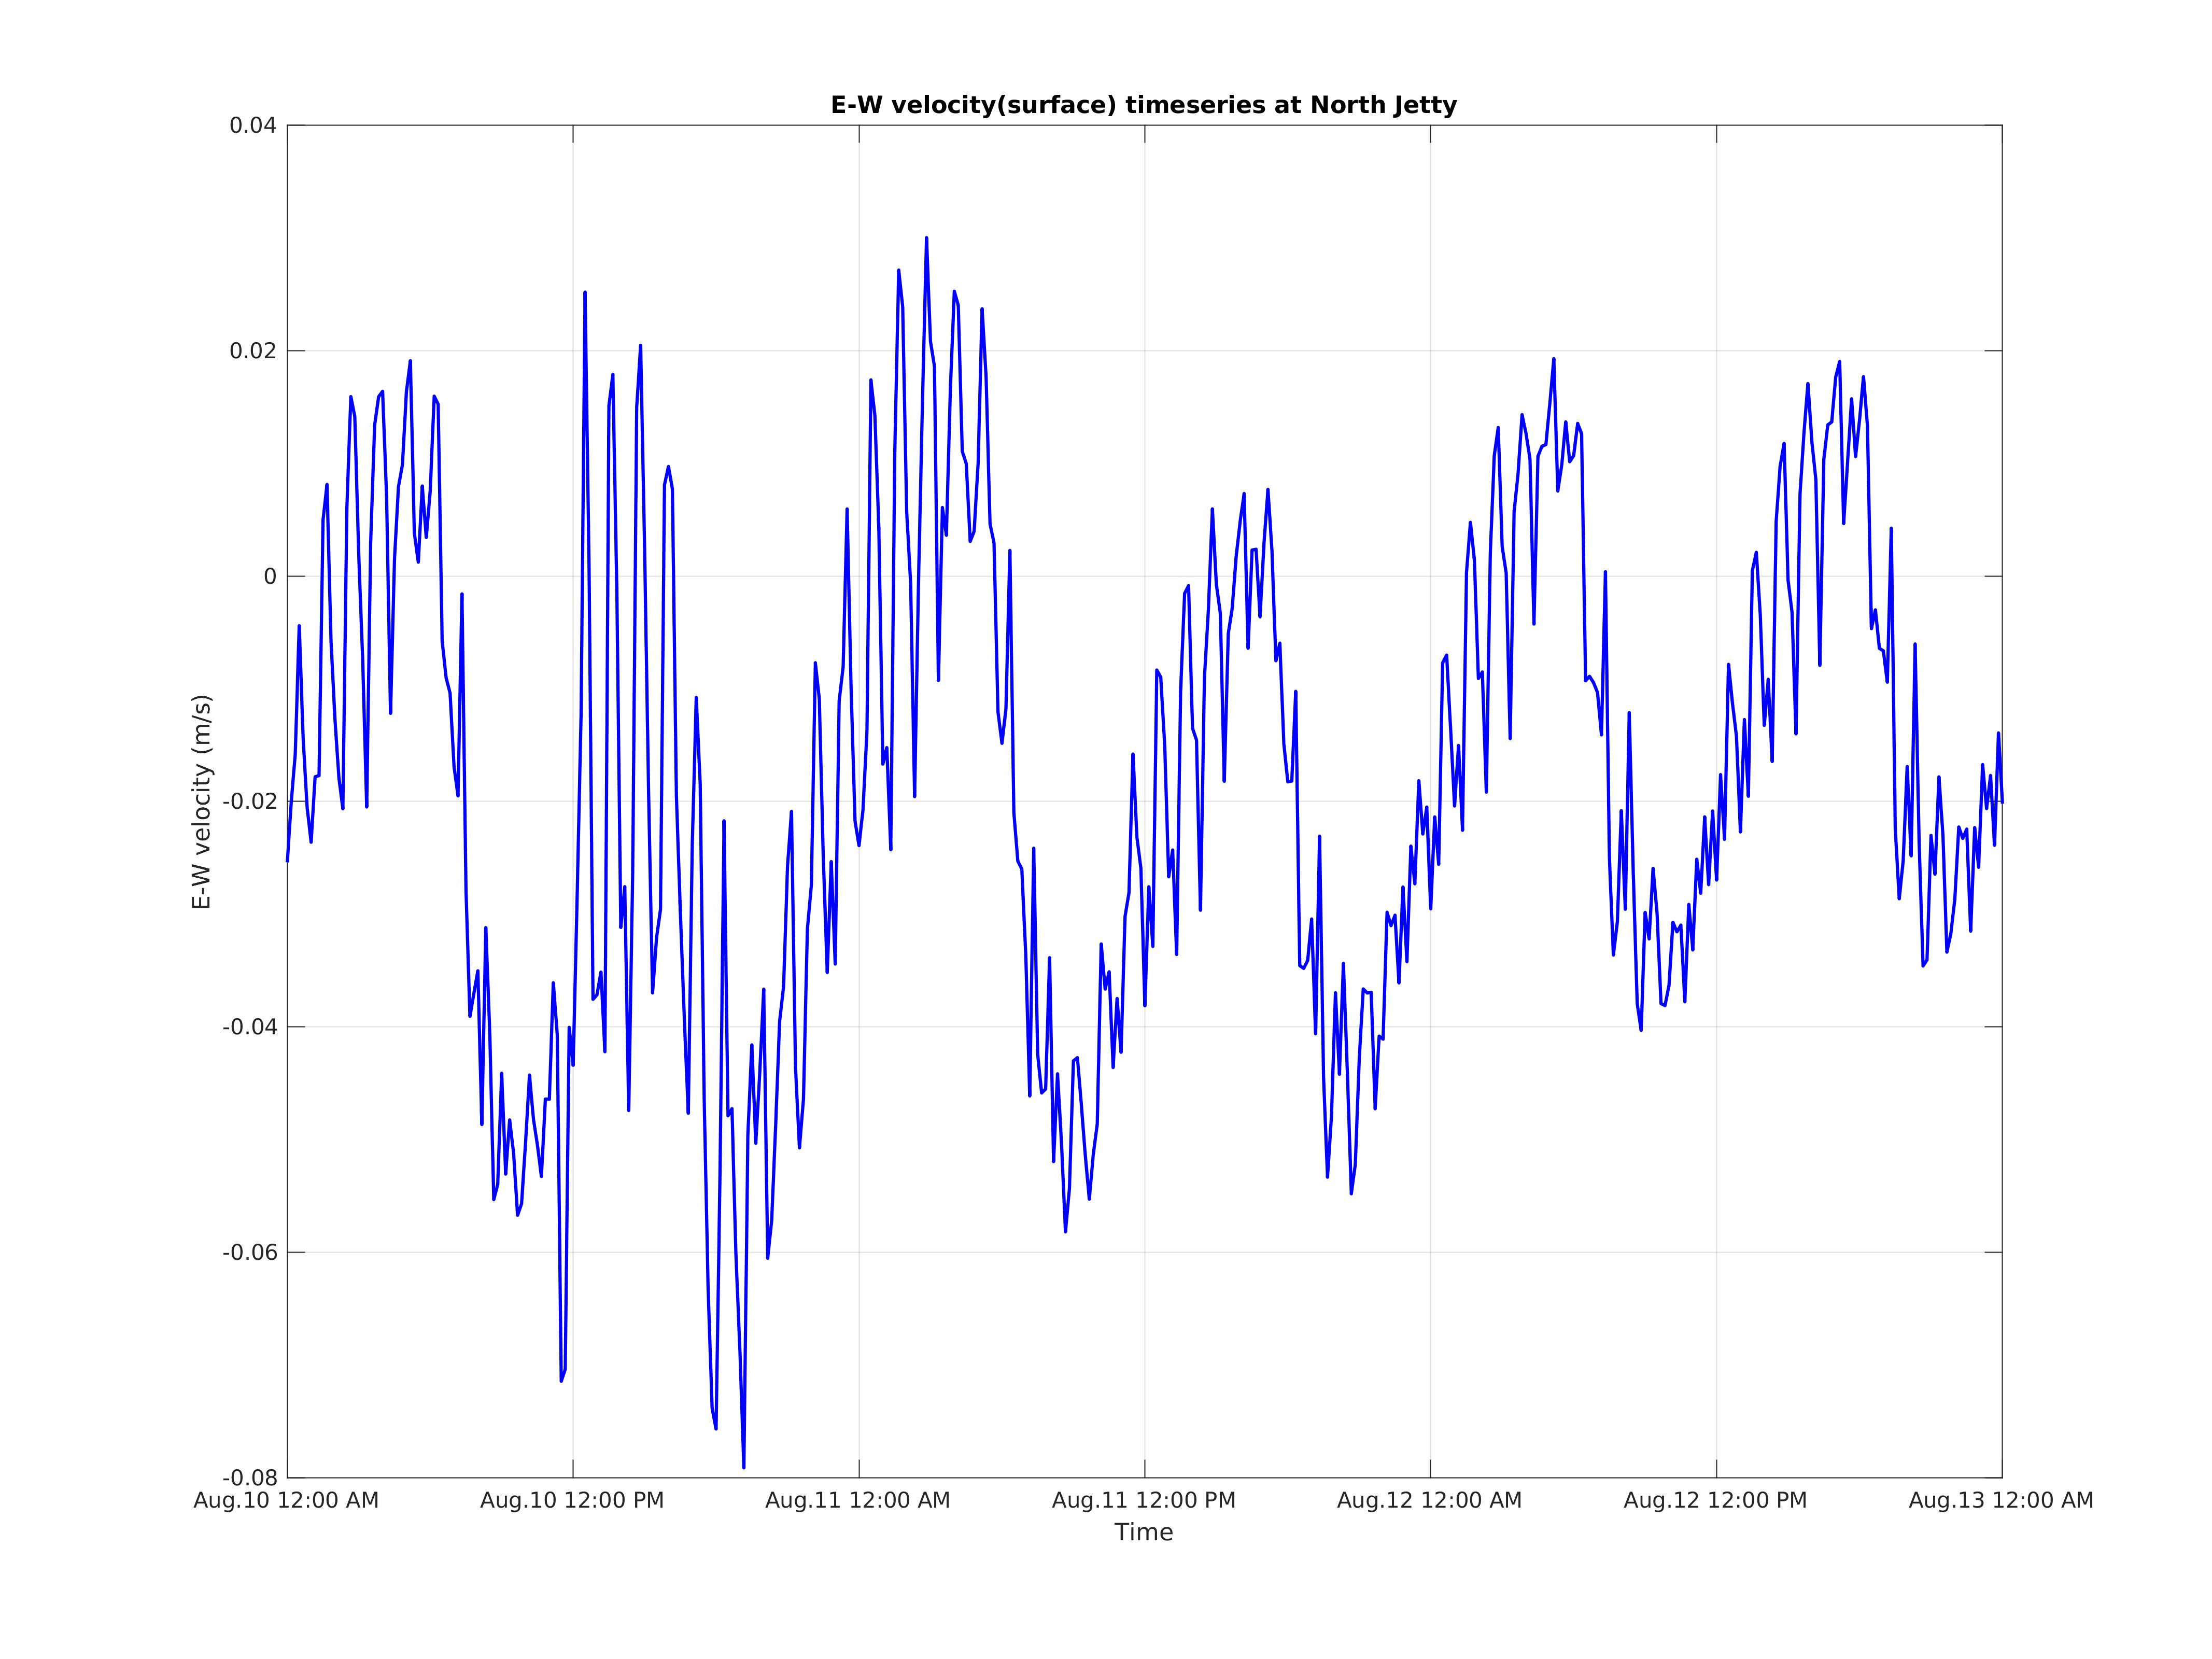 E-W velocity(surface) timeseries at North Jetty
0.04
0.02
0
-0.02
-0.04
-0.06
-0.08
E-W velocity (m/s)
Aug.10 12:00 AM
Aug.10 12:00 PM
Aug.11 12:00 AM
Aug.11 12:00 PM
Aug.12 12:00 AM
Aug.12 12:00 PM
Aug.13 12:00 AM
Time